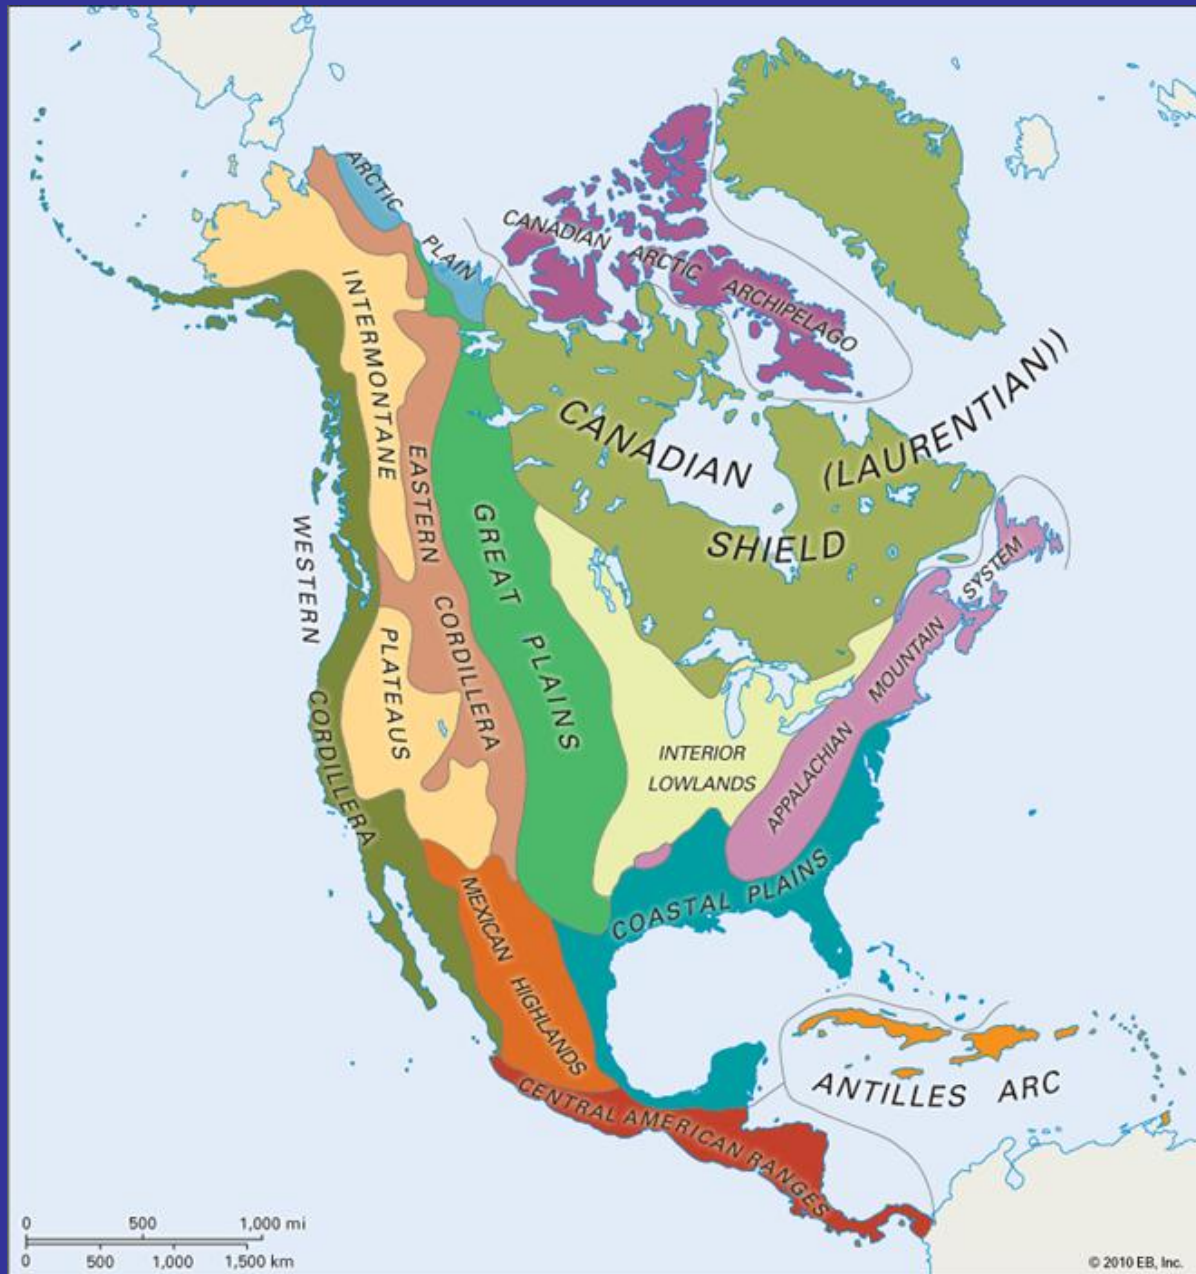 ARCTIC
PLAIN
CANADIAN ARCTIC ARCHIPELAGO
INTERMONTANE
PLATEAUS
EASTERN
CORDILLERA
WESTERN
CORDILLERA
GREAT PLAINS
CANADIAN
SHIELD
(LAURENTIAN))
INTERIOR
LOWLANDS
APPALACHIAN MOUNTAIN SYSTEM
COASTAL PLAINS
MEXICAN HIGHLANDS
CENTRAL AMERICAN RANGES
ANTILLES ARC
0 500 1,000 mi
0 500 1,000 1,500 km
© 2010 EB, Inc.